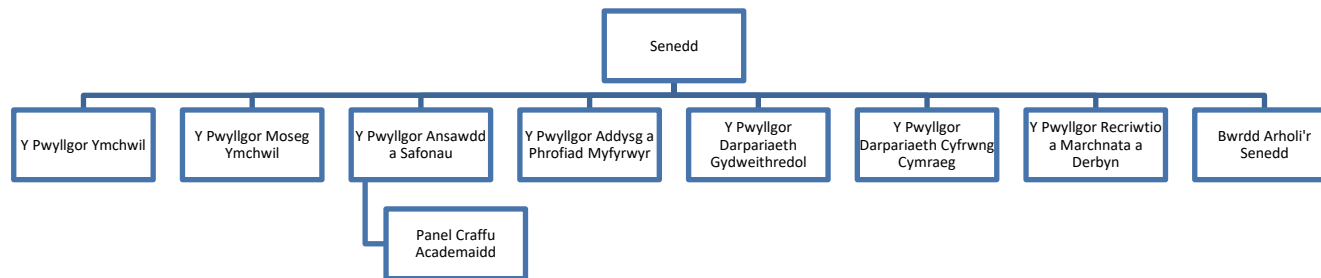 Senedd
Y Pwyllgor Ymchwil
Y Pwyllgor Moseg
Ymchwil
Y Pwyllgor Ansawdd
a Safonau
Y Pwyllgor Addysg a
Phrofiad Myfyrwyr
Y Pwyllgor
Darpariaeth
Gydweithredol
Y Pwyllgor
Darpariaeth Cyfrwng
Cymraeg
Y Pwyllgor Recriwtio
a Marchnata a
Derbyn
Bwrdd Arholi'r
Senedd
Panel Craffu
Academaidd